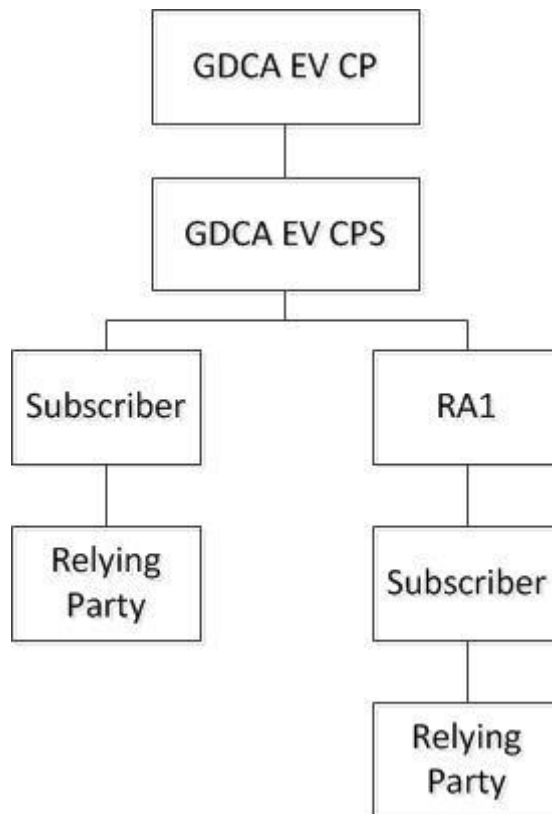 GDCA EV CP
GDCA EV CPS
Subscriber
RA1
Relying
Party
Subscriber
Relying
Party